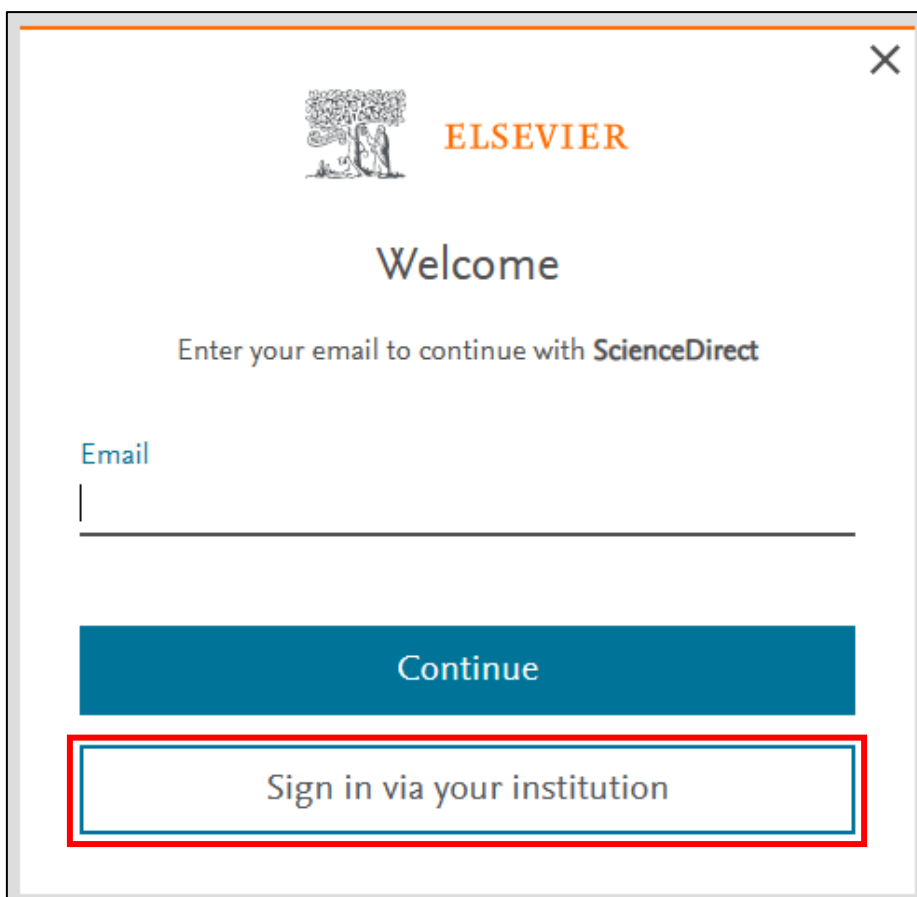 ELSEVIER
Welcome
Enter your email to continue with ScienceDirect
Email
Continue
Sign in via your institution